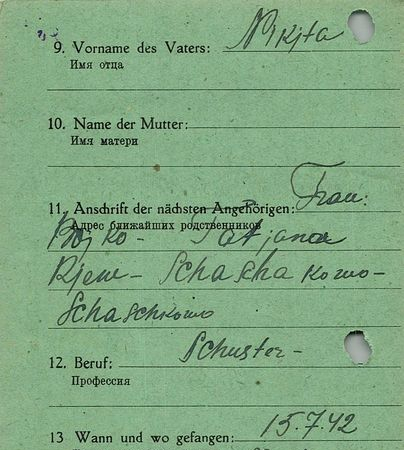 9. Vorname des Vaters: Nikita
Имя отца
10. Name der Mutter:
Имя матери
11. Anschrift der nächsten Angehörigen: Frau:
Адрес ближайших родственников
Bojko - Tatjana
Kjew - Schaschakowo -
Schaschkowo
12. Beruf: Schuster -
Профессия
13 Wann und wo gefangen: 15.7.42